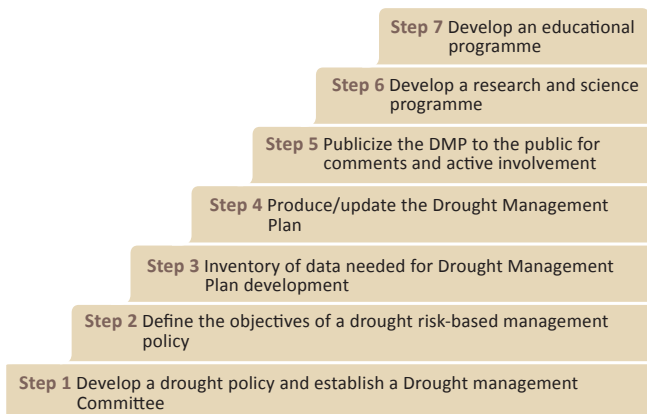 Step 7 Develop an educational
programme
Step 6 Develop a research and science
programme
Step 5 Publicize the DMP to the public for
comments and active involvement
Step 4 Produce/update the Drought Management
Plan
Step 3 Inventory of data needed for Drought Management
Plan development
Step 2 Define the objectives of a drought risk-based management
policy
Step 1 Develop a drought policy and establish a Drought management
Committee